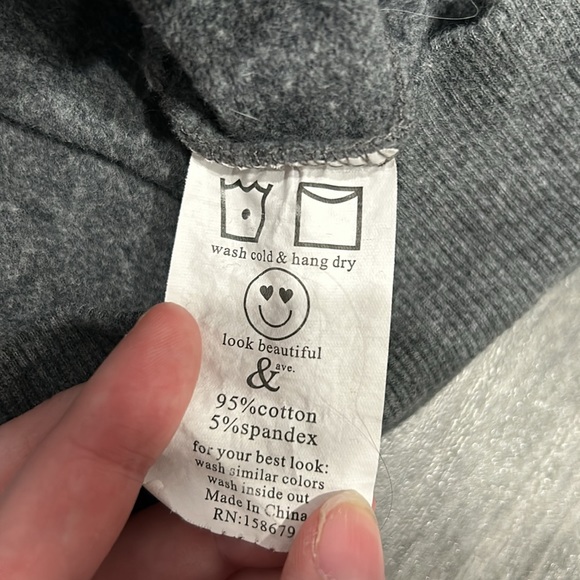 wash cold & hang dry
look beautiful
& ave.
95%cotton
5%spandex
for your best look:
wash similar colors
wash inside out
Made In China
RN:158679